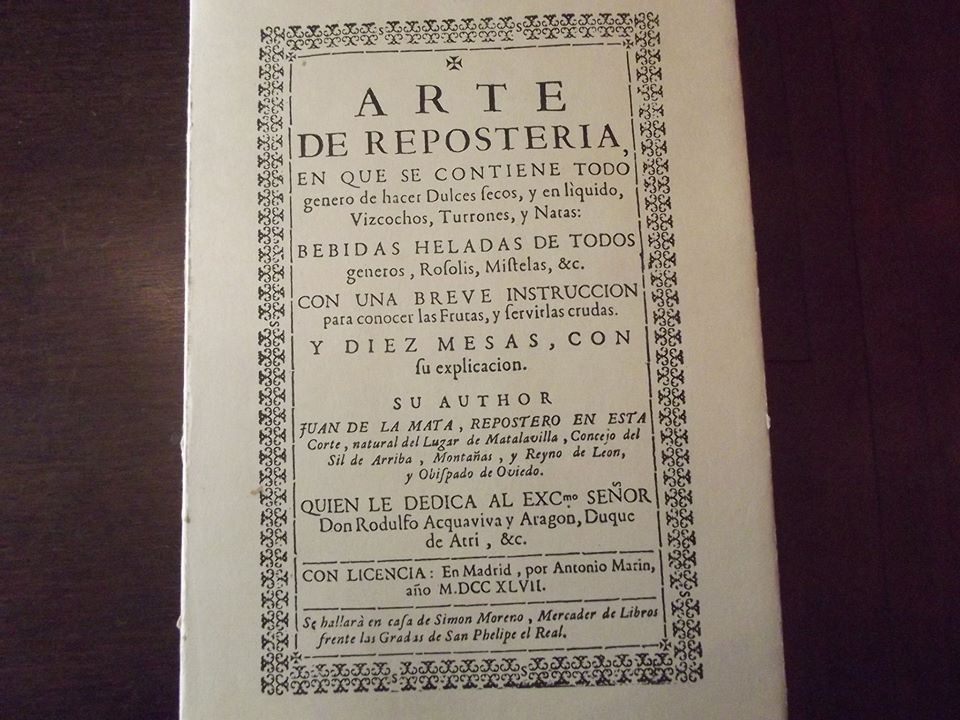 ✠
ARTE
DE REPOSTERIA,
EN QUE SE CONTIENE TODO
genero de hacer Dulces ſecos, y en lìquido,
Vizcochos, Turrones, y Natas:
BEBIDAS HELADAS DE TODOS
generos, Roſolis, Miſtelas, &c.
CON UNA BREVE INSTRUCCION
para conocer las Frutas, y ſervirlas crudas.
Y DIEZ MESAS, CON
ſu explicacion.
SU AUTHOR
JUAN DE LA MATA, REPOSTERO EN ESTA
Corte, natural del Lugar de Matalavilla, Concejo del
Sil de Arriba, Montañas, y Reyno de Leon,
y Obiſpado de Oviedo.
QUIEN LE DEDICA AL EXC.mo SEÑOR
Don Rodulfo Acquaviva y Aragon, Duque
de Atri, &c.
CON LICENCIA: En Madrid, por Antonio Marin,
año M.DCC XLVII.
Se hallarà en caſa de Simon Moreno, Mercader de Libros
frente las Gradas de San Phelipe el Real.